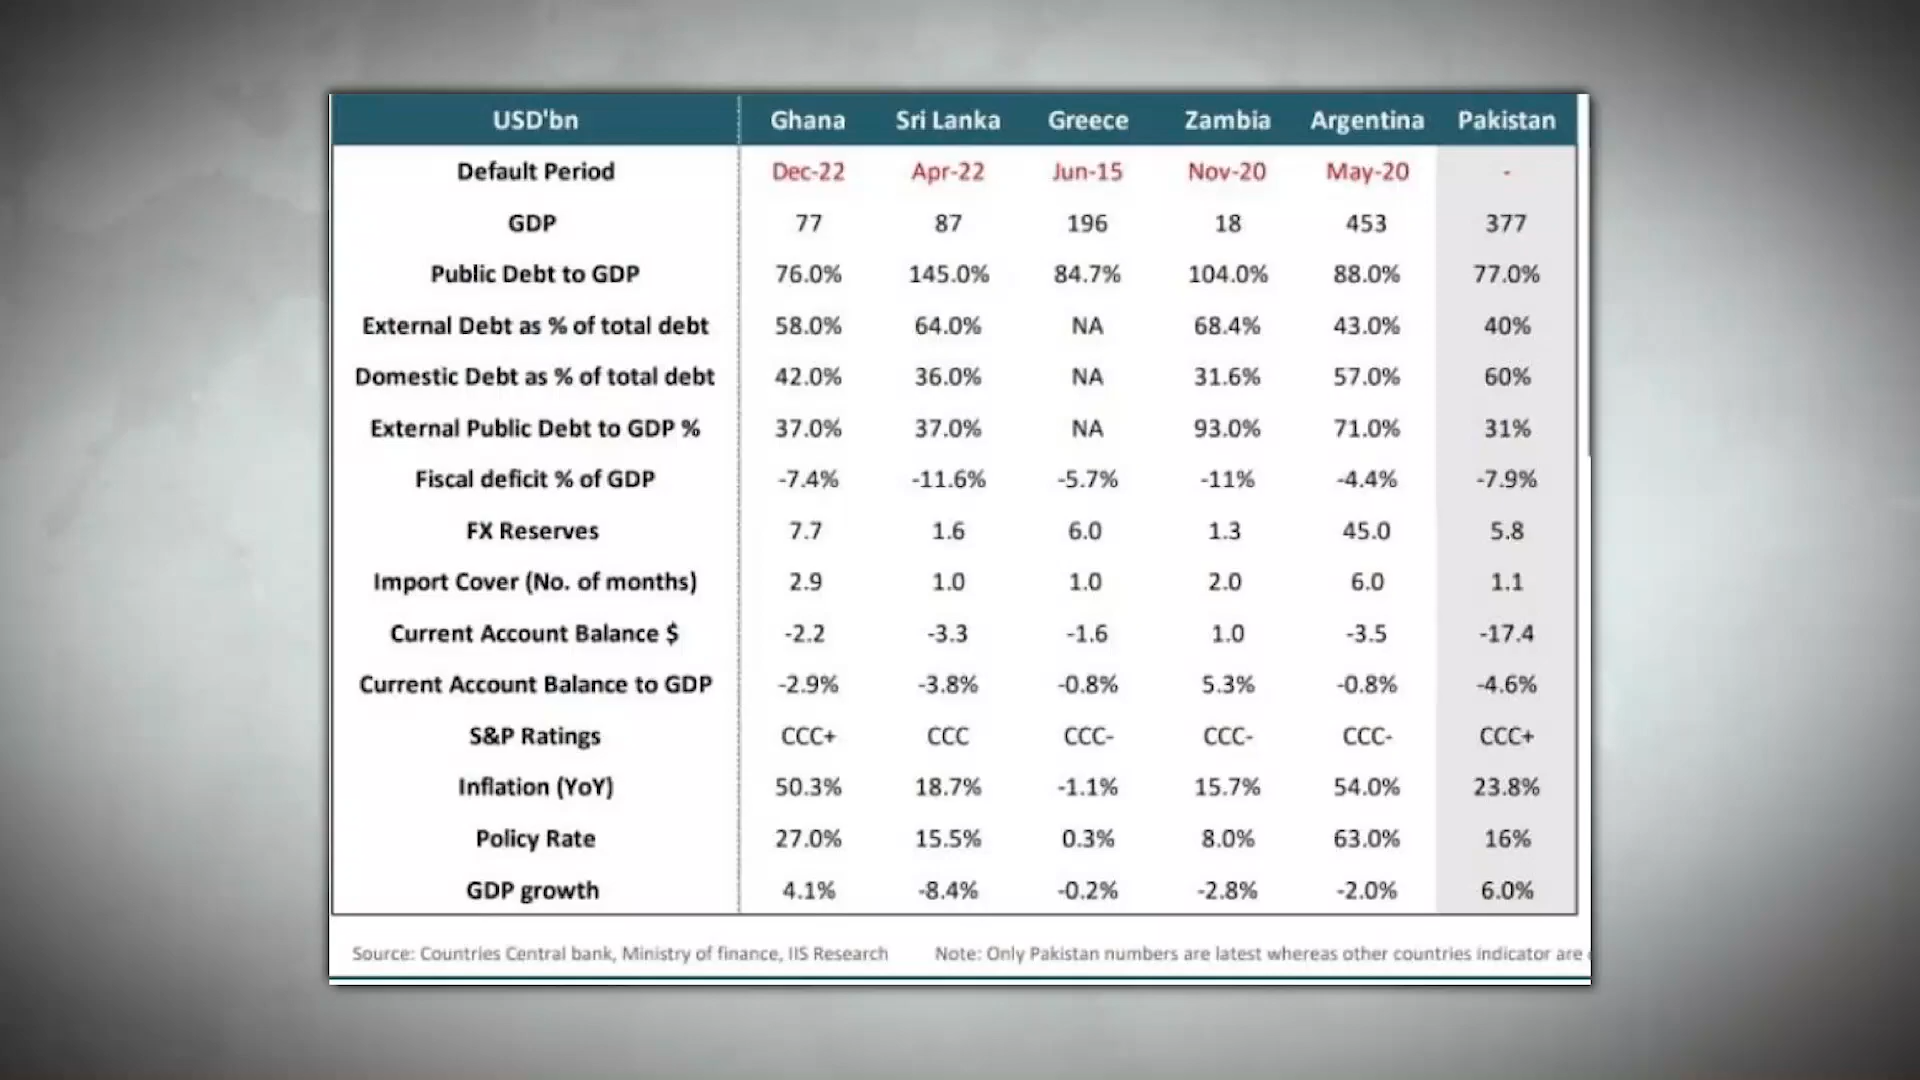 USD'bn Ghana Sri Lanka Greece Zambia Argentina Pakistan
Default Period Dec-22 Apr-22 Jun-15 Nov-20 May-20 -
GDP 77 87 196 18 453 377
Public Debt to GDP 76.0% 145.0% 84.7% 104.0% 88.0% 77.0%
External Debt as % of total debt 58.0% 64.0% NA 68.4% 43.0% 40%
Domestic Debt as % of total debt 42.0% 36.0% NA 31.6% 57.0% 60%
External Public Debt to GDP % 37.0% 37.0% NA 93.0% 71.0% 31%
Fiscal deficit % of GDP -7.4% -11.6% -5.7% -11% -4.4% -7.9%
FX Reserves 7.7 1.6 6.0 1.3 45.0 5.8
Import Cover (No. of months) 2.9 1.0 1.0 2.0 6.0 1.1
Current Account Balance $ -2.2 -3.3 -1.6 1.0 -3.5 -17.4
Current Account Balance to GDP -2.9% -3.8% -0.8% 5.3% -0.8% -4.6%
S&P Ratings CCC+ CCC CCC- CCC- CCC- CCC+
Inflation (YoY) 50.3% 18.7% -1.1% 15.7% 54.0% 23.8%
Policy Rate 27.0% 15.5% 0.3% 8.0% 63.0% 16%
GDP growth 4.1% -8.4% -0.2% -2.8% -2.0% 6.0%
Source: Countries Central bank, Ministry of finance, IIS Research Note: Only Pakistan numbers are latest whereas other countries indicator are